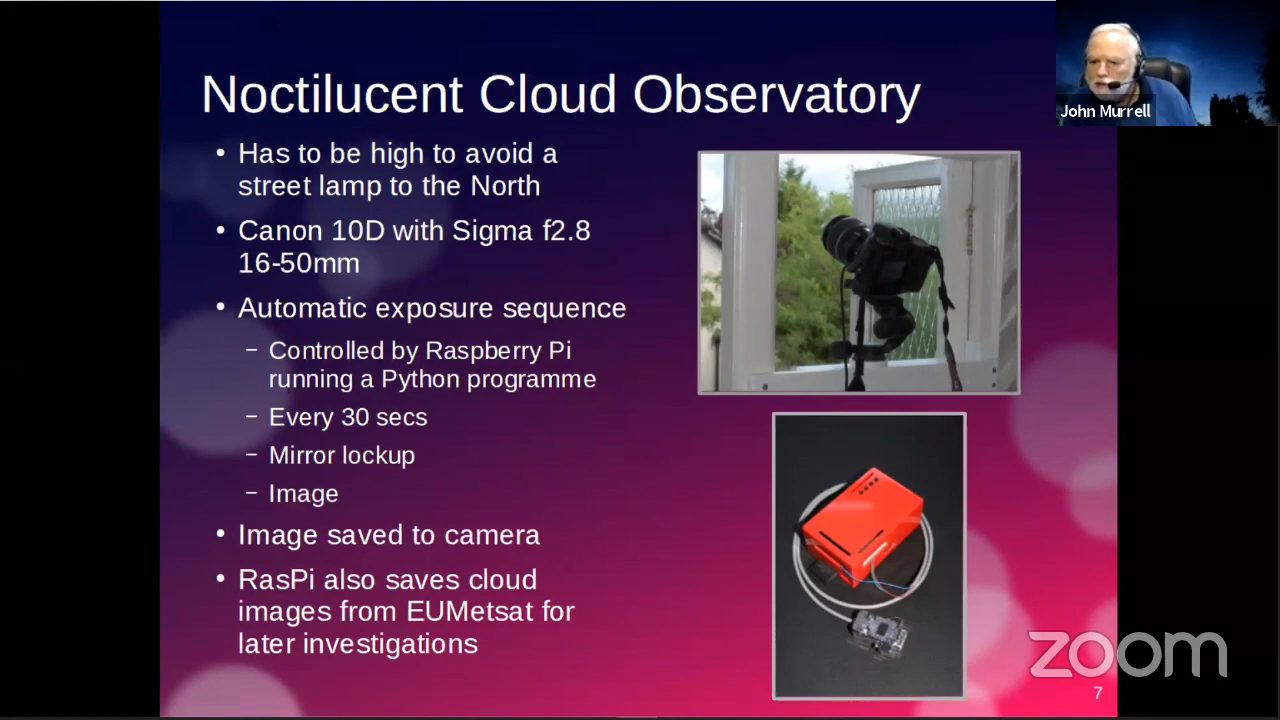 Noctilucent Cloud Observatory
John Murrell
• Has to be high to avoid a
street lamp to the North
• Canon 10D with Sigma f2.8
16-50mm
• Automatic exposure sequence
– Controlled by Raspberry Pi
running a Python programme
– Every 30 secs
– Mirror lockup
– Image
• Image saved to camera
• RasPi also saves cloud
images from EUMetsat for
later investigations
zoom
7